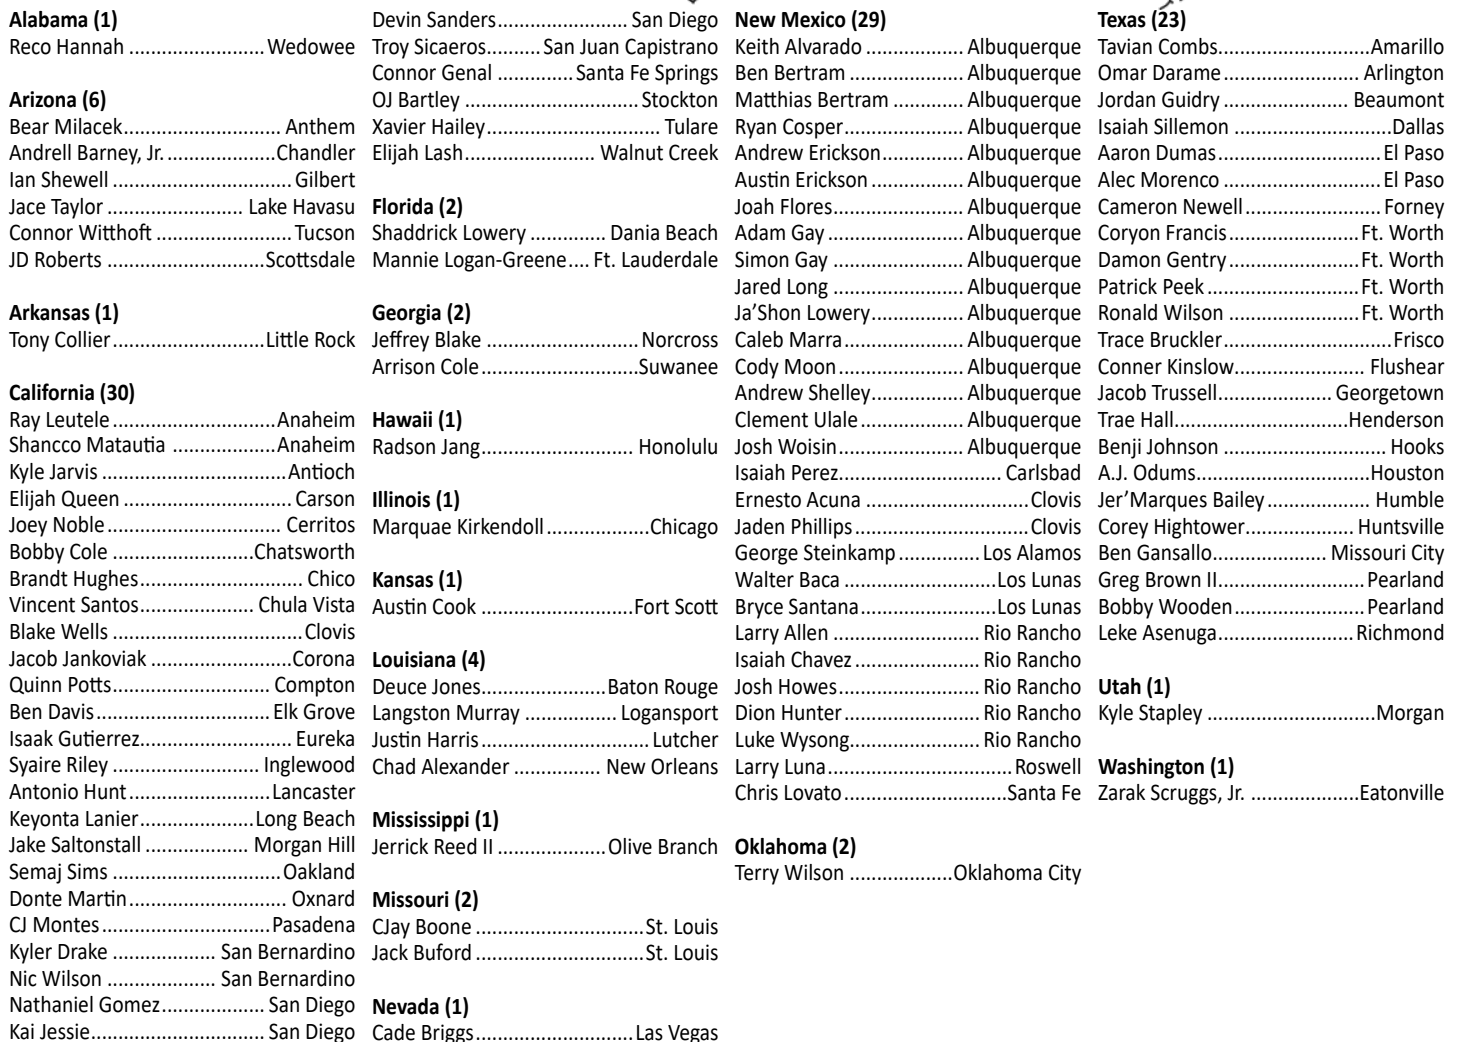 Alabama (1)
Reco Hannah ....................Wedowee
Arizona (6)
Bear Milacek............................. Anthem
Andrell Barney, Jr. ....................Chandler
Ian Shewell ................................. Gilbert
Jace Taylor ......................... Lake Havasu
Connor Witthoft .........................Tucson
JD Roberts .............................Scottsdale
Arkansas (1)
Tony Collier............................Little Rock
California (30)
Ray Leutele ...............................Anaheim
Shancco Matautia ...................Anaheim
Kyle Jarvis ...................................Antioch
Elijah Queen ............................... Carson
Joey Noble................................ Cerritos
Bobby Cole ..........................Chatsworth
Brandt Hughes.............................. Chico
Vincent Santos..................... Chula Vista
Blake Wells ...................................Clovis
Jacob Jankoviak ..........................Corona
Quinn Potts............................. Compton
Ben Davis................................. Elk Grove
Isaak Gutierrez............................. Eureka
Syaire Riley ............................ Inglewood
Antonio Hunt..........................Lancaster
Keyonta Lanier.....................Long Beach
Jake Saltonstall ................... Morgan Hill
Semaj Sims ...............................Oakland
Donte Martin............................. Oxnard
CJ Montes...............................Pasadena
Kyler Drake ................... San Bernardino
Nic Wilson .................... San Bernardino
Nathaniel Gomez................... San Diego
Kai Jessie................................ San Diego
Devin Sanders........................ San Diego
Troy Sicaeros..........San Juan Capistrano
Connor Genal ..............Santa Fe Springs
OJ Bartley ................................Stockton
Xavier Hailey................................ Tulare
Elijah Lash........................ Walnut Creek
Florida (2)
Shaddrick Lowery .............. Dania Beach
Mannie Logan-Greene.... Ft. Lauderdale
Georgia (2)
Jeffrey Blake ............................Norcross
Arrison Cole.............................Suwanee
Hawaii (1)
Radson Jang............................ Honolulu
Illinois (1)
Marquae Kirkendoll...................Chicago
Kansas (1)
Austin Cook ............................Fort Scott
Louisiana (4)
Deuce Jones.......................Baton Rouge
Langston Murray ................. Logansport
Justin Harris............................... Lutcher
Chad Alexander ................ New Orleans
Mississippi (1)
Jerrick Reed II ....................Olive Branch
Missouri (2)
CJay Boone ...............................St. Louis
Jack Buford ...............................St. Louis
Nevada (1)
Cade Briggs.............................Las Vegas
New Mexico (29)
Keith Alvarado .................. Albuquerque
Ben Bertram ..................... Albuquerque
Matthias Bertram ............. Albuquerque
Ryan Cosper...................... Albuquerque
Andrew Erickson............... Albuquerque
Austin Erickson ................. Albuquerque
Joah Flores........................ Albuquerque
Adam Gay ......................... Albuquerque
Simon Gay ........................ Albuquerque
Jared Long ........................ Albuquerque
Ja’Shon Lowery................. Albuquerque
Caleb Marra...................... Albuquerque
Cody Moon....................... Albuquerque
Andrew Shelley................. Albuquerque
Clement Ulale ................... Albuquerque
Josh Woisin....................... Albuquerque
Isaiah Perez.............................. Carlsbad
Ernesto Acuna ..............................Clovis
Jaden Phillips................................Clovis
George Steinkamp ...............Los Alamos
Walter Baca ...........................Los Lunas
Bryce Santana.........................Los Lunas
Larry Allen .......................... Rio Rancho
Isaiah Chavez ....................... Rio Rancho
Josh Howes.......................... Rio Rancho
Dion Hunter......................... Rio Rancho
Luke Wysong........................ Rio Rancho
Larry Luna..................................Roswell
Chris Lovato..............................Santa Fe
Oklahoma (2)
Terry Wilson ...................Oklahoma City
Texas (23)
Tavian Combs............................Amarillo
Omar Darame......................... Arlington
Jordan Guidry ....................... Beaumont
Isaiah Sillemon .............................Dallas
Aaron Dumas..............................El Paso
Alec Morenco .............................El Paso
Cameron Newell......................... Forney
Coryon Francis........................Ft. Worth
Damon Gentry........................Ft. Worth
Patrick Peek ............................Ft. Worth
Ronald Wilson ........................Ft. Worth
Trace Bruckler...............................Frisco
Conner Kinslow........................ Flushear
Jacob Trussell..................... Georgetown
Trae Hall................................Henderson
Benji Johnson .............................. Hooks
A.J. Odums................................Houston
Jer’Marques Bailey................... Humble
Corey Hightower..................... Huntsville
Ben Gansallo..................... Missouri City
Greg Brown II...........................Pearland
Bobby Wooden........................Pearland
Leke Asenuga.........................Richmond
Utah (1)
Kyle Stapley ...............................Morgan
Washington (1)
Zarak Scruggs, Jr. ....................Eatonville